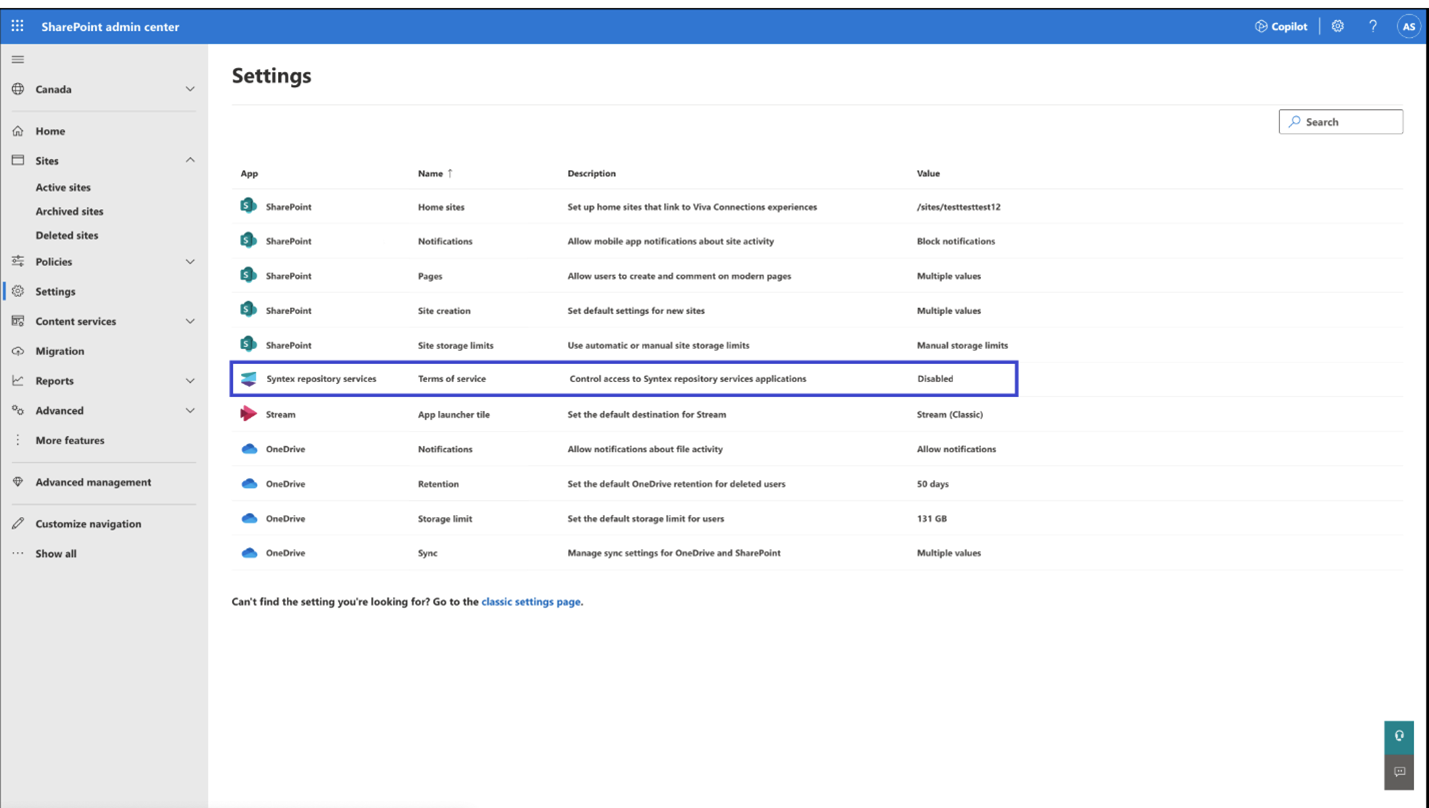 SharePoint admin center
Copilot
?
AS
Canada
Home
Sites
Active sites
Archived sites
Deleted sites
Policies
Settings
Content services
Migration
Reports
Advanced
More features
Advanced management
Customize navigation
Show all
Settings
Search
App Name ↑ Description Value
SharePoint Home sites Set up home sites that link to Viva Connections experiences /sites/testtesttest12
SharePoint Notifications Allow mobile app notifications about site activity Block notifications
SharePoint Pages Allow users to create and comment on modern pages Multiple values
SharePoint Site creation Set default settings for new sites Multiple values
SharePoint Site storage limits Use automatic or manual site storage limits Manual storage limits
Syntex repository services Terms of service Control access to Syntex repository services applications Disabled
Stream App launcher tile Set the default destination for Stream Stream (Classic)
OneDrive Notifications Allow notifications about file activity Allow notifications
OneDrive Retention Set the default OneDrive retention for deleted users 50 days
OneDrive Storage limit Set the default storage limit for users 131 GB
OneDrive Sync Manage sync settings for OneDrive and SharePoint Multiple values
Can't find the setting you're looking for? Go to the classic settings page.